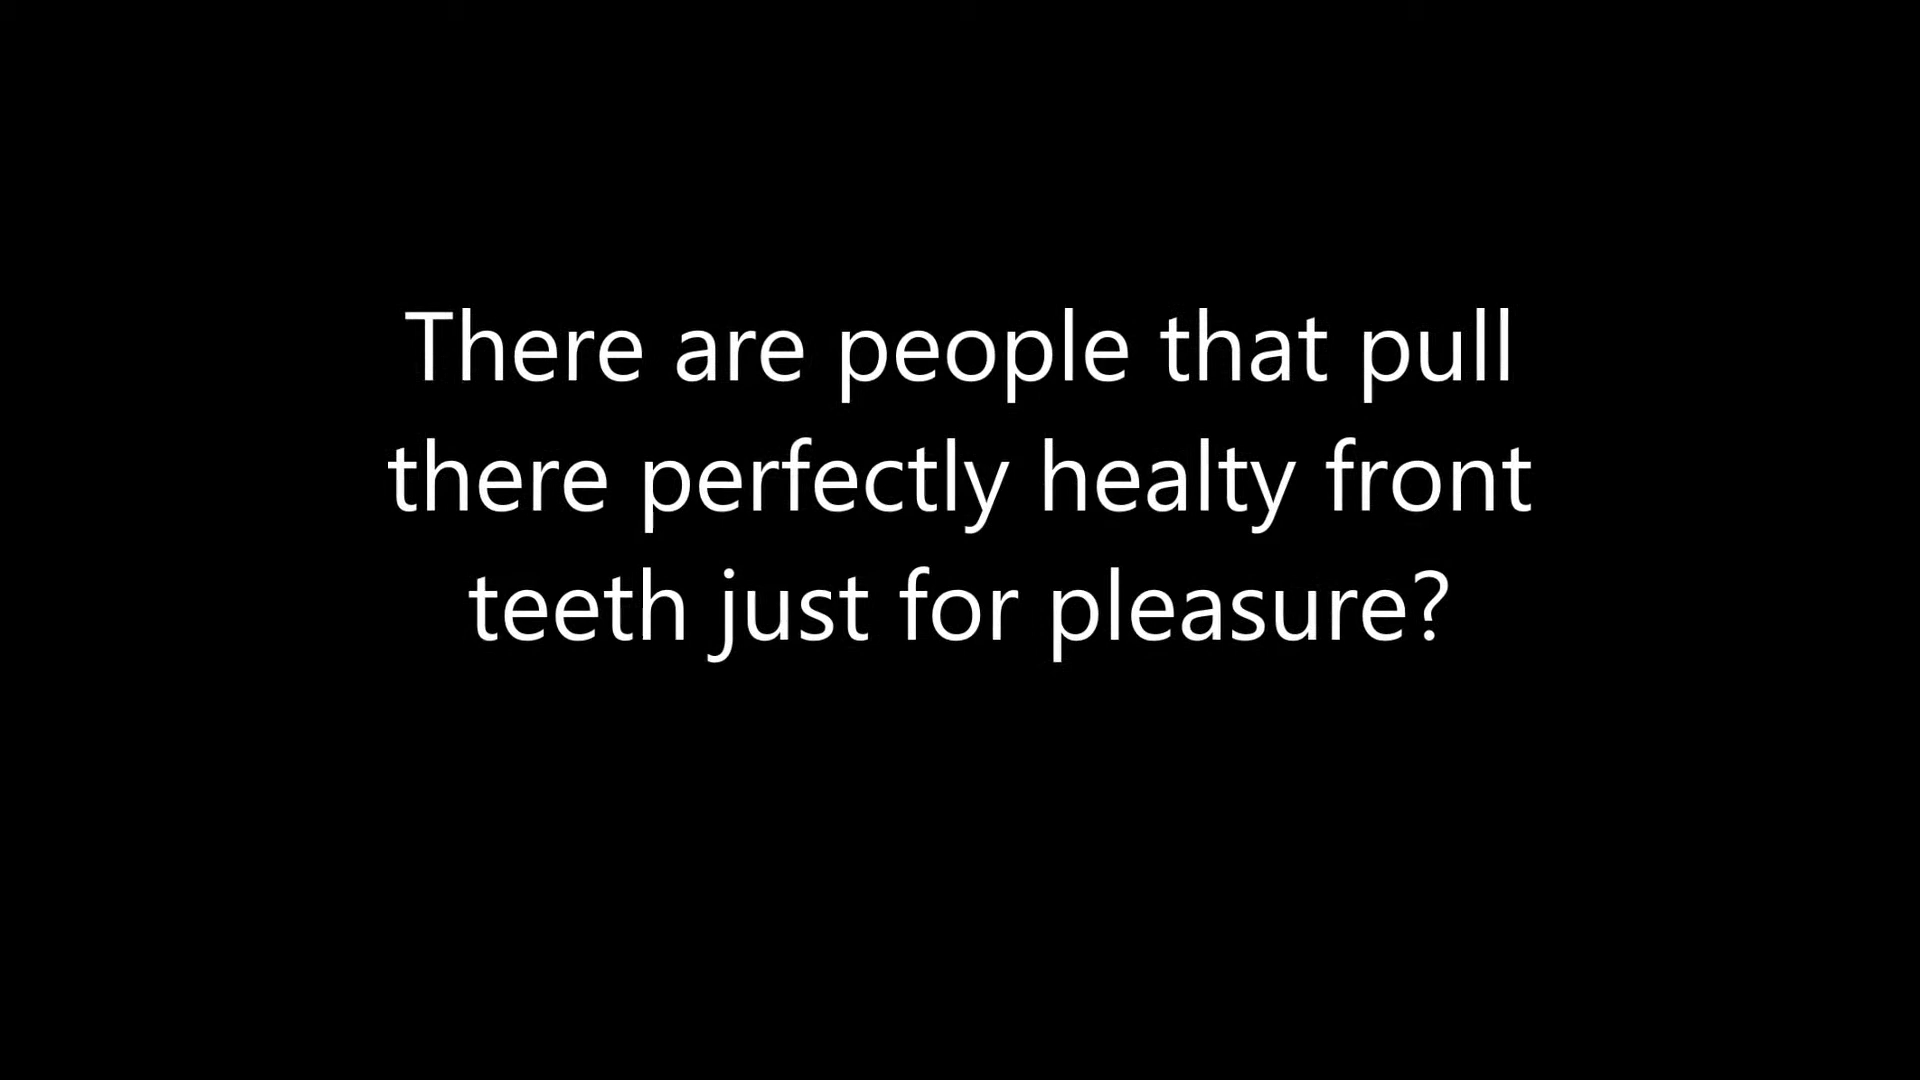 There are people that pull
there perfectly healty front
teeth just for pleasure?